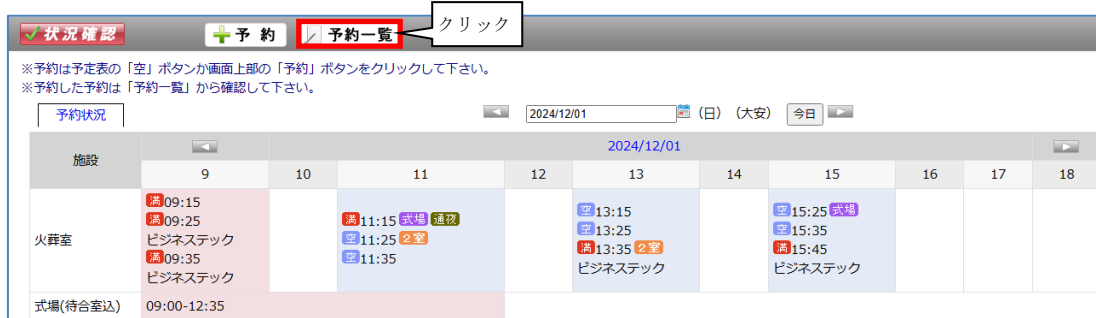 状況確認 予約 予約一覧 クリック
※予約は予定表の「空」ボタンか画面上部の「予約」ボタンをクリックして下さい。
※予約した予約は「予約一覧」から確認して下さい。
予約状況 2024/12/01 (日) (大安) 今日
施設 2024/12/01
9 10 11 12 13 14 15 16 17 18
火葬室
満09:15
満09:25
ビジネステック
満09:35
ビジネステック
満11:15 式場 通夜
空11:25 2室
空11:35
空13:15
空13:25
満13:35 2室
ビジネステック
空15:25 式場
空15:35
満15:45
ビジネステック
式場(待合室込) 09:00-12:35